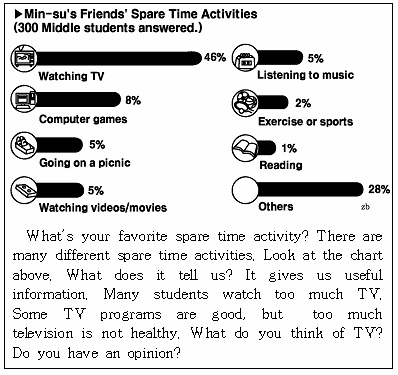 ▶Min-su's Friends' Spare Time Activities
(300 Middle students answered.)
46%
Watching TV
8%
Computer games
5%
Going on a picnic
5%
Watching videos/movies
5%
Listening to music
2%
Exercise or sports
1%
Reading
28%
Others
zb
What's your favorite spare time activity? There are
many different spare time activities. Look at the chart
above. What does it tell us? It gives us useful
information. Many students watch too much TV.
Some TV programs are good, but too much
television is not healthy. What do you think of TV?
Do you have an opinion?